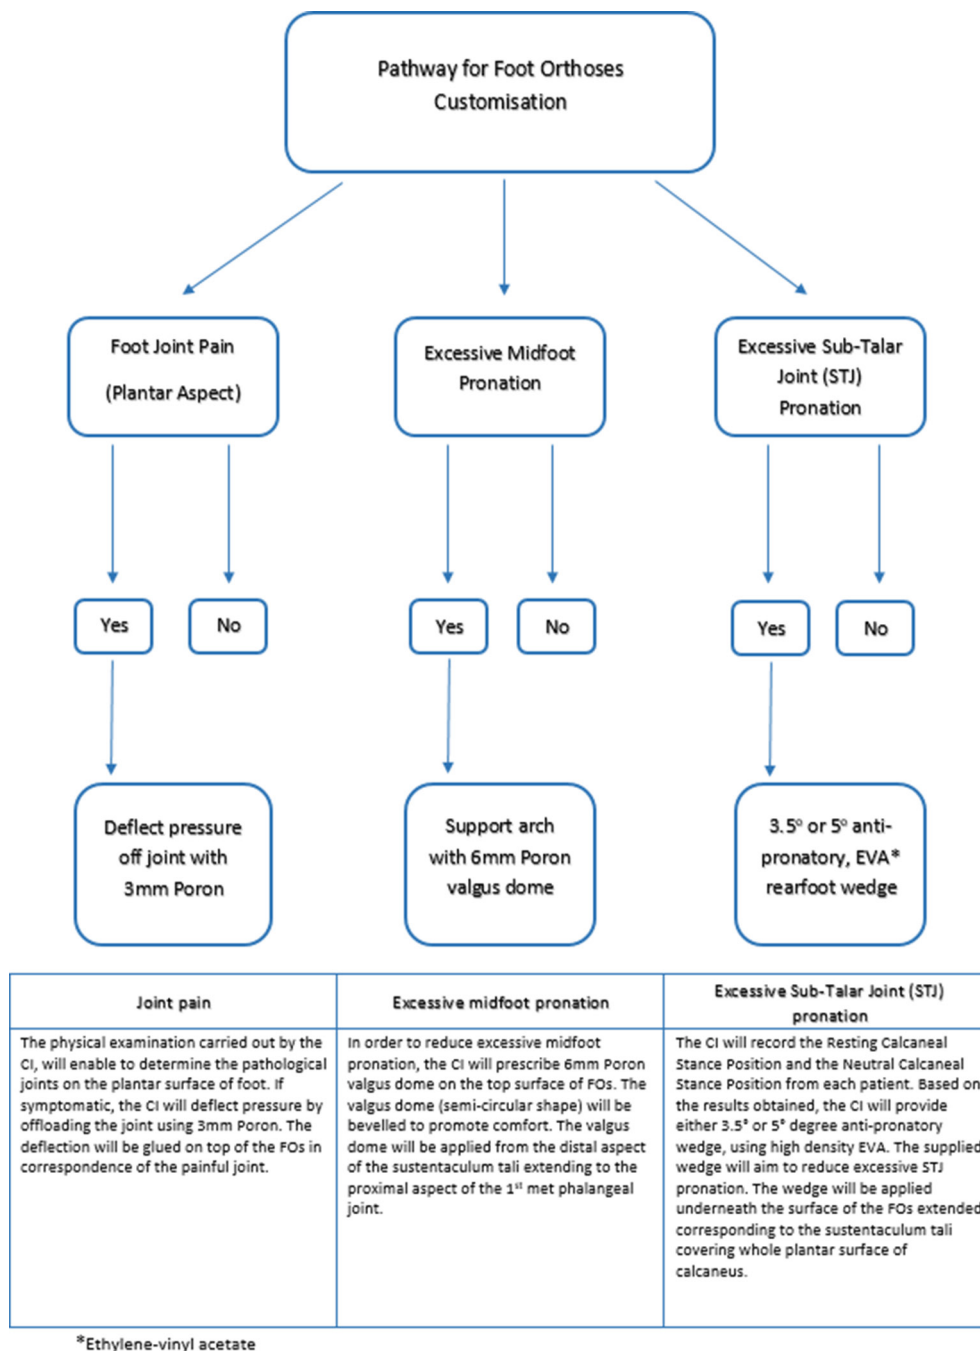 Pathway for Foot Orthoses
Customisation
Foot Joint Pain
(Plantar Aspect)
Excessive Midfoot
Pronation
Excessive Sub-Talar
Joint (STJ)
Pronation
Yes
No
Yes
No
Yes
No
Deflect pressure
off joint with
3mm Poron
Support arch
with 6mm Poron
valgus dome
3.5° or 5° anti-
pronatory, EVA*
rearfoot wedge
Joint pain
The physical examination carried out by the
CI, will enable to determine the pathological
joints on the plantar surface of foot. If
symptomatic, the CI will deflect pressure by
offloading the joint using 3mm Poron. The
deflection will be glued on top of the FOs in
correspondence of the painful joint.
Excessive midfoot pronation
In order to reduce excessive midfoot
pronation, the CI will prescribe 6mm Poron
valgus dome on the top surface of FOs. The
valgus dome (semi-circular shape) will be
bevelled to promote comfort. The valgus
dome will be applied from the distal aspect
of the sustentaculum tali extending to the
proximal aspect of the 1st met phalangeal
joint.
Excessive Sub-Talar Joint (STJ)
pronation
The CI will record the Resting Calcaneal
Stance Position and the Neutral Calcaneal
Stance Position from each patient. Based on
the results obtained, the CI will provide
either 3.5° or 5° degree anti-pronatory
wedge, using high density EVA. The supplied
wedge will aim to reduce excessive STJ
pronation. The wedge will be applied
underneath the surface of the FOs extended
corresponding to the sustentaculum tali
covering whole plantar surface of
calcaneus.
*Ethylene-vinyl acetate